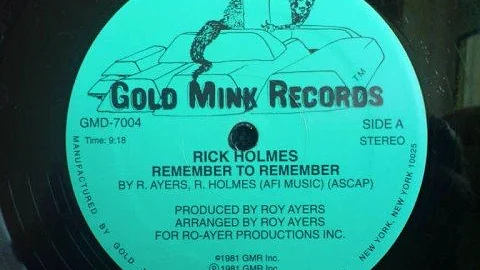 GOLD MINK RECORDS
TM
GMD-7004
SIDE A
Time: 9:18
STEREO
RICK HOLMES
REMEMBER TO REMEMBER
BY R. AYERS, R. HOLMES (AFI MUSIC) (ASCAP)
PRODUCED BY ROY AYERS
ARRANGED BY ROY AYERS
FOR RO-AYER PRODUCTIONS INC.
©1981 GMR Inc.
℗1981 GMR Inc.
MANUFACTURED BY GOLD
NEW YORK, NEW YORK 10025